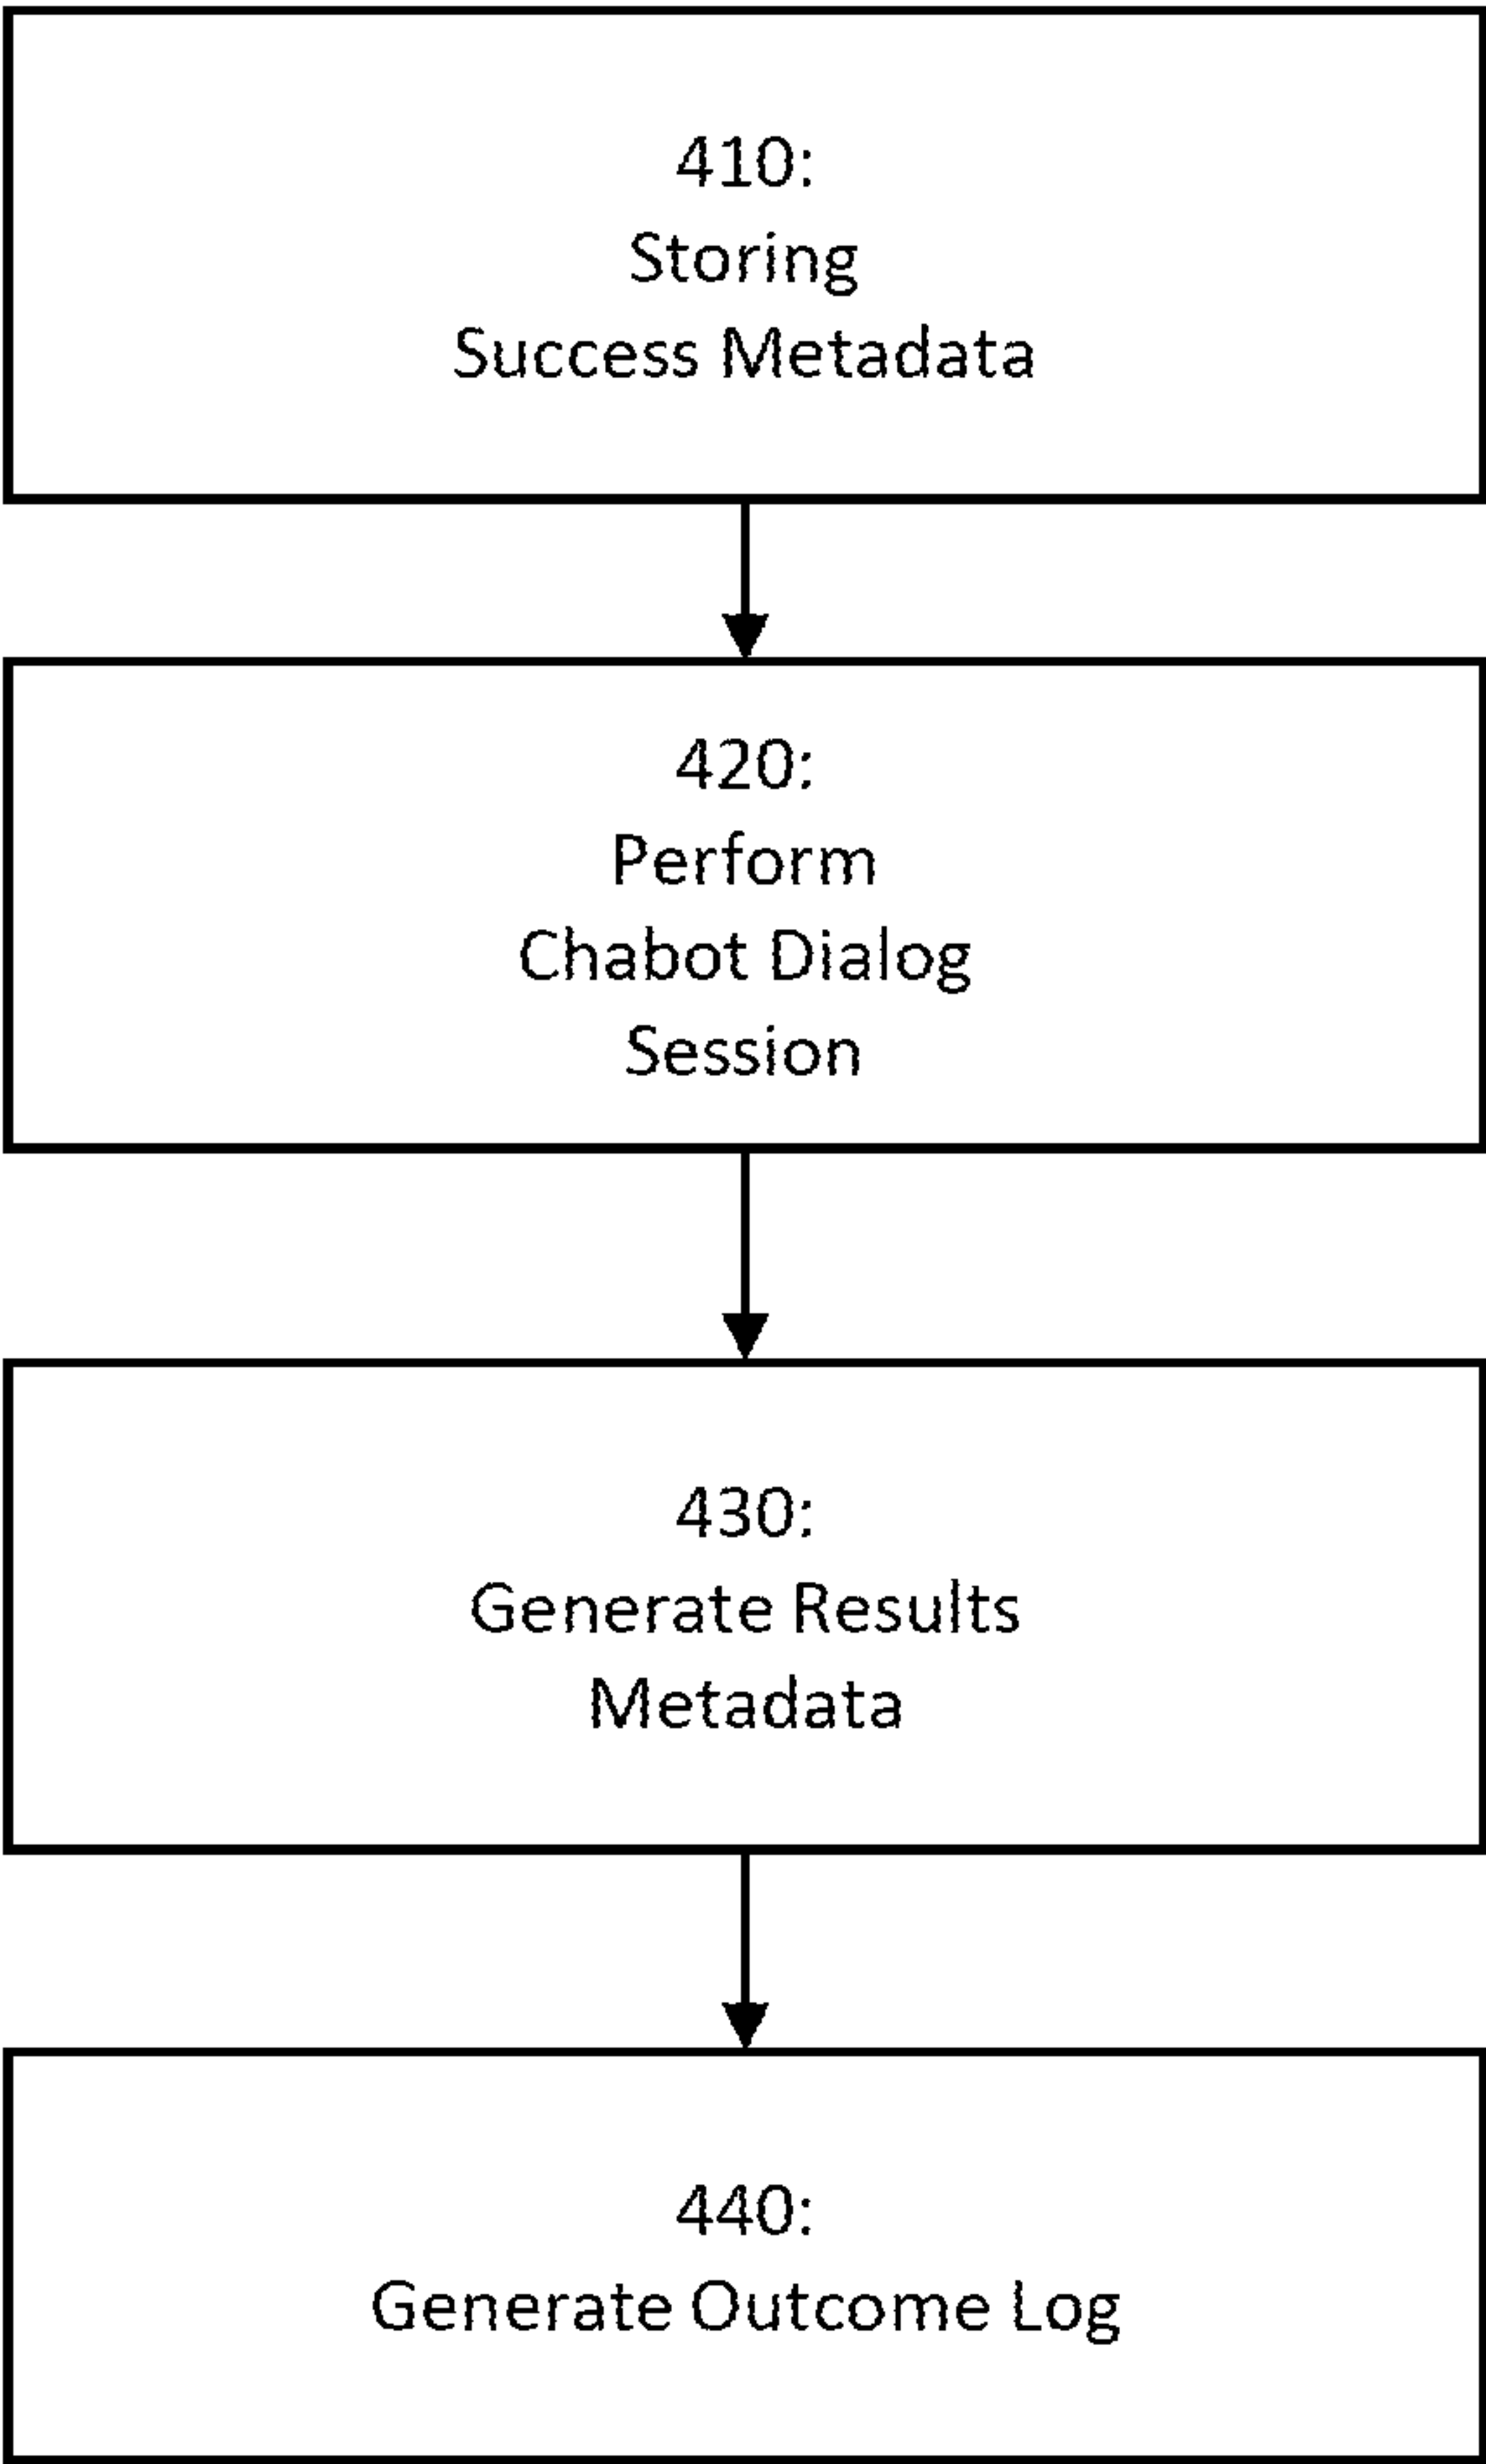 410:
Storing
Success Metadata
420:
Perform
Chabot Dialog
Session
430:
Generate Results
Metadata
440:
Generate Outcome Log